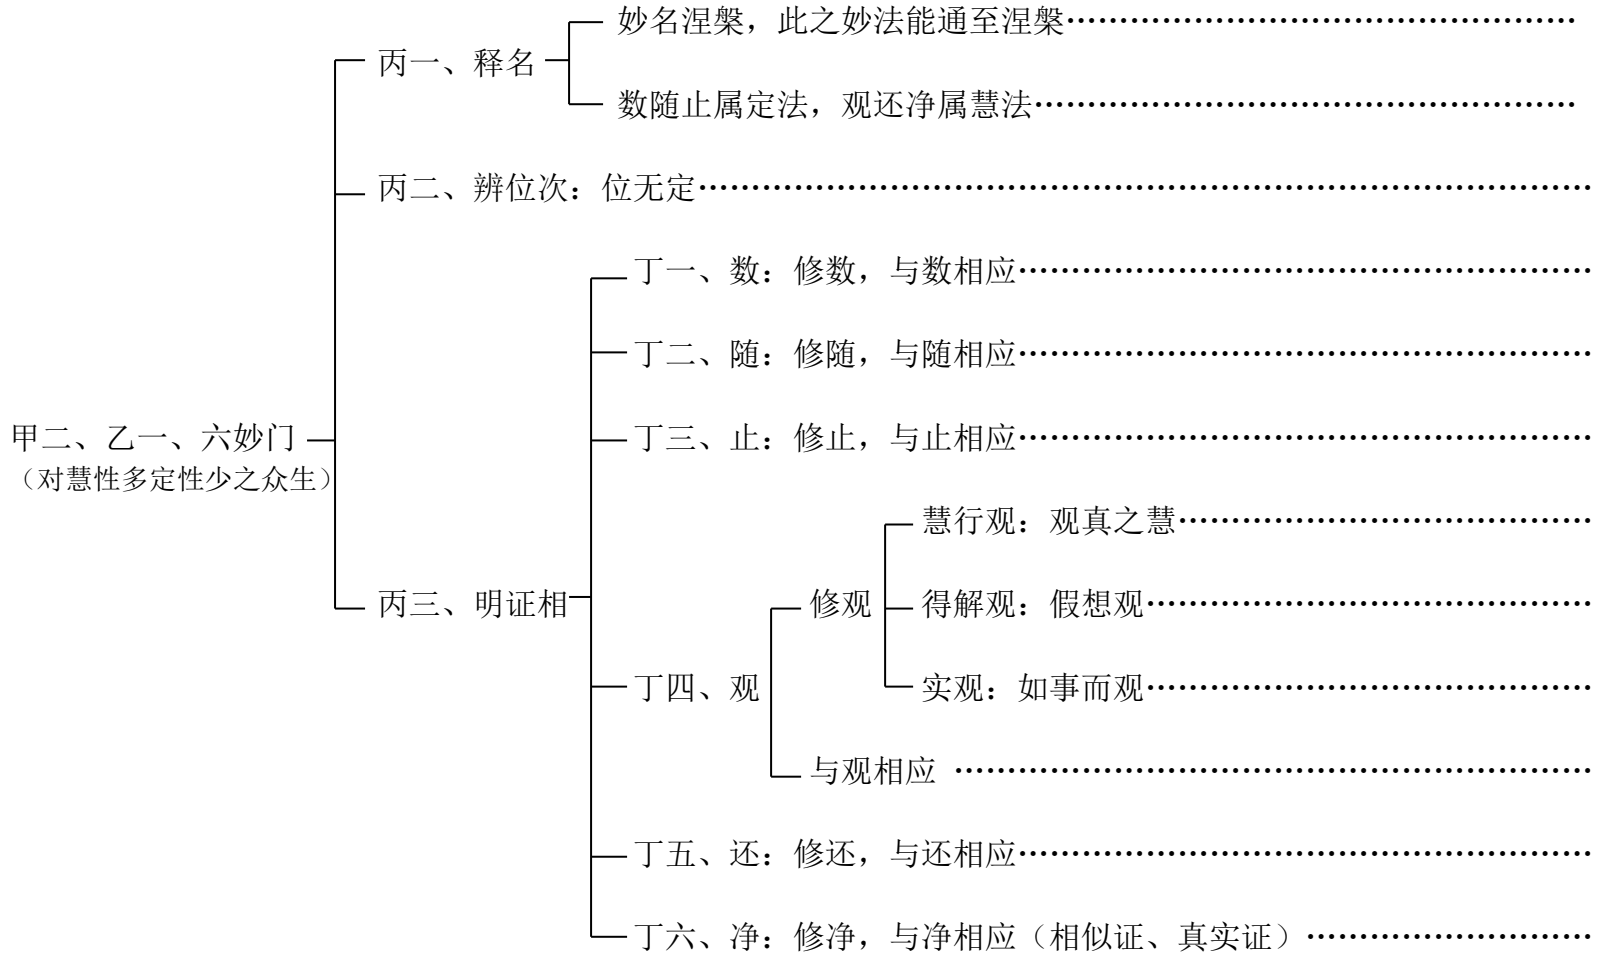 妙名涅槃，此之妙法能通至涅槃………………………………………
丙一、释名
数随止属定法，观还净属慧法………………………………………
丙二、辨位次：位无定………………………………………
丁一、数：修数，与数相应………………………………………
丁二、随：修随，与随相应………………………………………
丁三、止：修止，与止相应………………………………………
甲二、乙一、六妙门
（对慧性多定性少之众生）
慧行观：观真之慧………………………………………
丙三、明证相
修观
得解观：假想观………………………………………
丁四、观
实观：如事而观………………………………………
与观相应 ………………………………………
丁五、还：修还，与还相应………………………………………
丁六、净：修净，与净相应（相似证、真实证）………………………